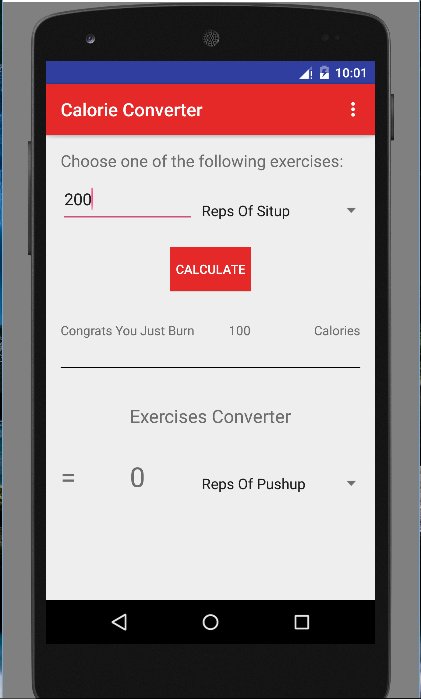 10:01
Calorie Converter
Choose one of the following exercises:
200 Reps Of Situp
CALCULATE
Congrats You Just Burn 100 Calories
Exercises Converter
= 0 Reps Of Pushup